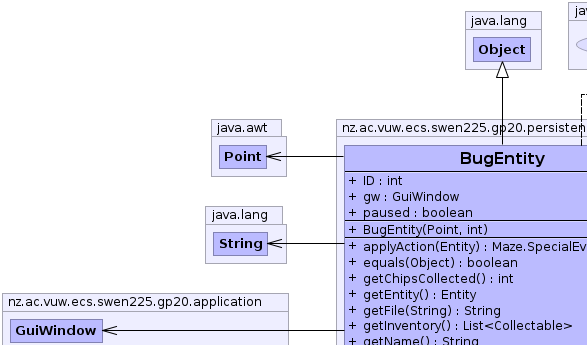 java.lang
Object
java.awt
Point
java.lang
String
nz.ac.vuw.ecs.swen225.gp20.application
GuiWindow
nz.ac.vuw.ecs.swen225.gp20.persisten
BugEntity
+ ID : int
+ gw : GuiWindow
+ paused : boolean
+ BugEntity(Point, int)
+ applyAction(Entity) : Maze.SpecialEv
+ equals(Object) : boolean
+ getChipsCollected() : int
+ getEntity() : Entity
+ getFile(String) : String
+ getInventory() : List<Collectable>
+ getName() : String